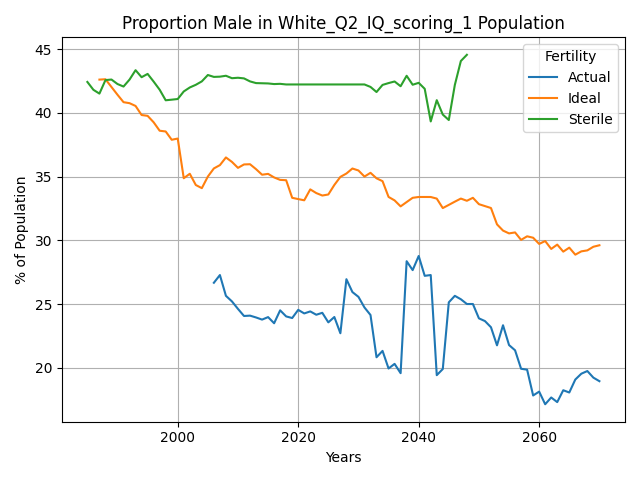 Proportion Male in White_Q2_IQ_scoring_1 Population
45
40
35
30
25
20
% of Population
2000
2020
2040
2060
Years
Fertility
Actual
Ideal
Sterile